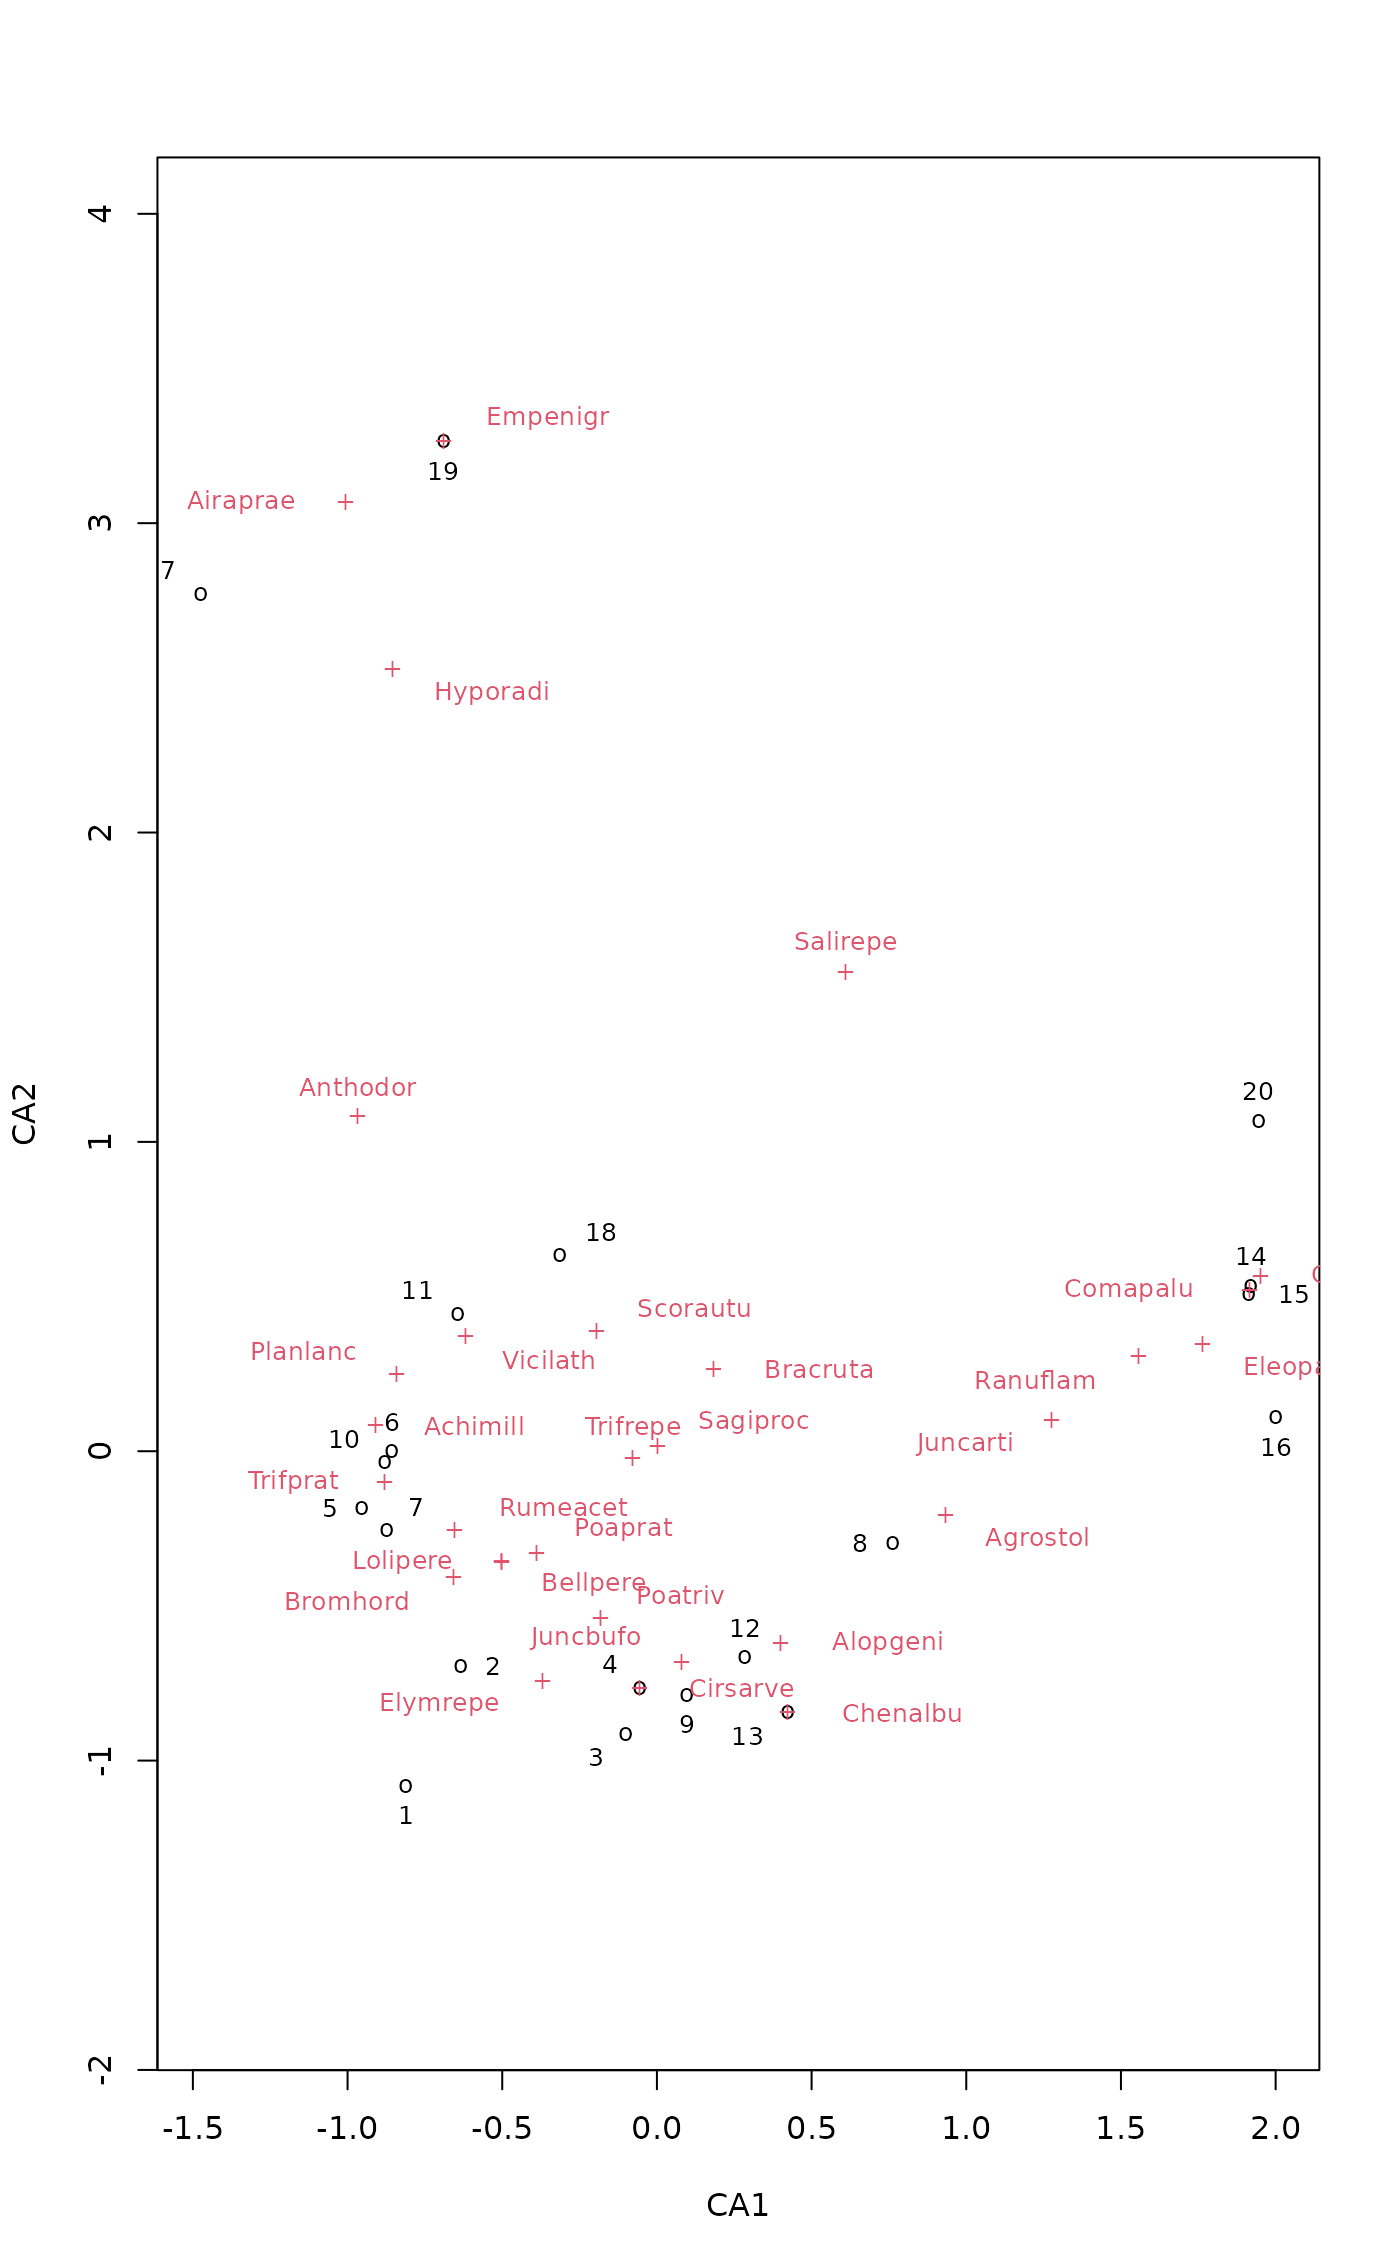 4
Empenigr
19
Airaprae
3
7
Hyporadi
2
Salirepe
Anthodor
20
CA2
1
18
14
11
Comapalu
15
Scorautu
Planlanc
Vicilath
Bracruta
Ranuflam
Eleopa
6
Achimill
Trifrepe
Sagiproc
10
Juncarti
16
0
Trifprat
5
7
Rumeacet
Poaprat
8
Agrostol
Lolipere
Bellpere
Bromhord
Poatriv
12
Juncbufo
Alopgeni
4
2
Cirsarve
Elymrepe
Chenalbu
9
13
3
-1
1
-2
-1.5 -1.0 -0.5 0.0 0.5 1.0 1.5 2.0
CA1